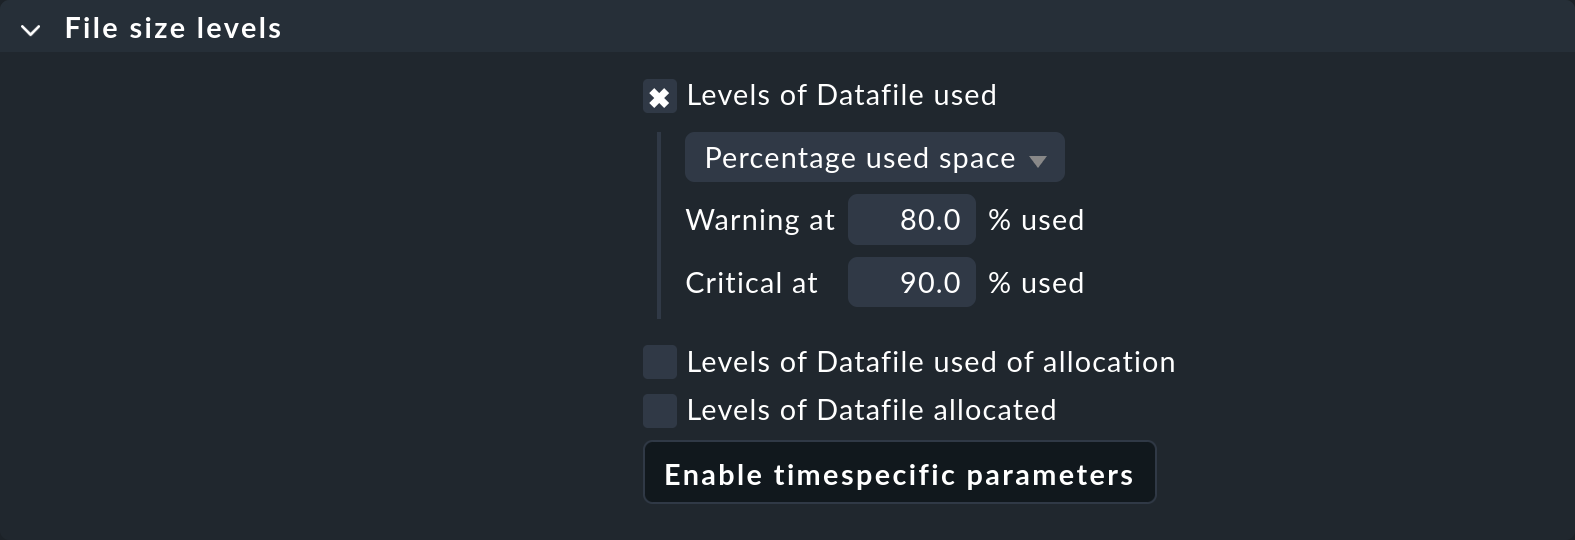 File size levels
Levels of Datafile used
Percentage used space
Warning at 80.0 % used
Critical at 90.0 % used
Levels of Datafile used of allocation
Levels of Datafile allocated
Enable timespecific parameters